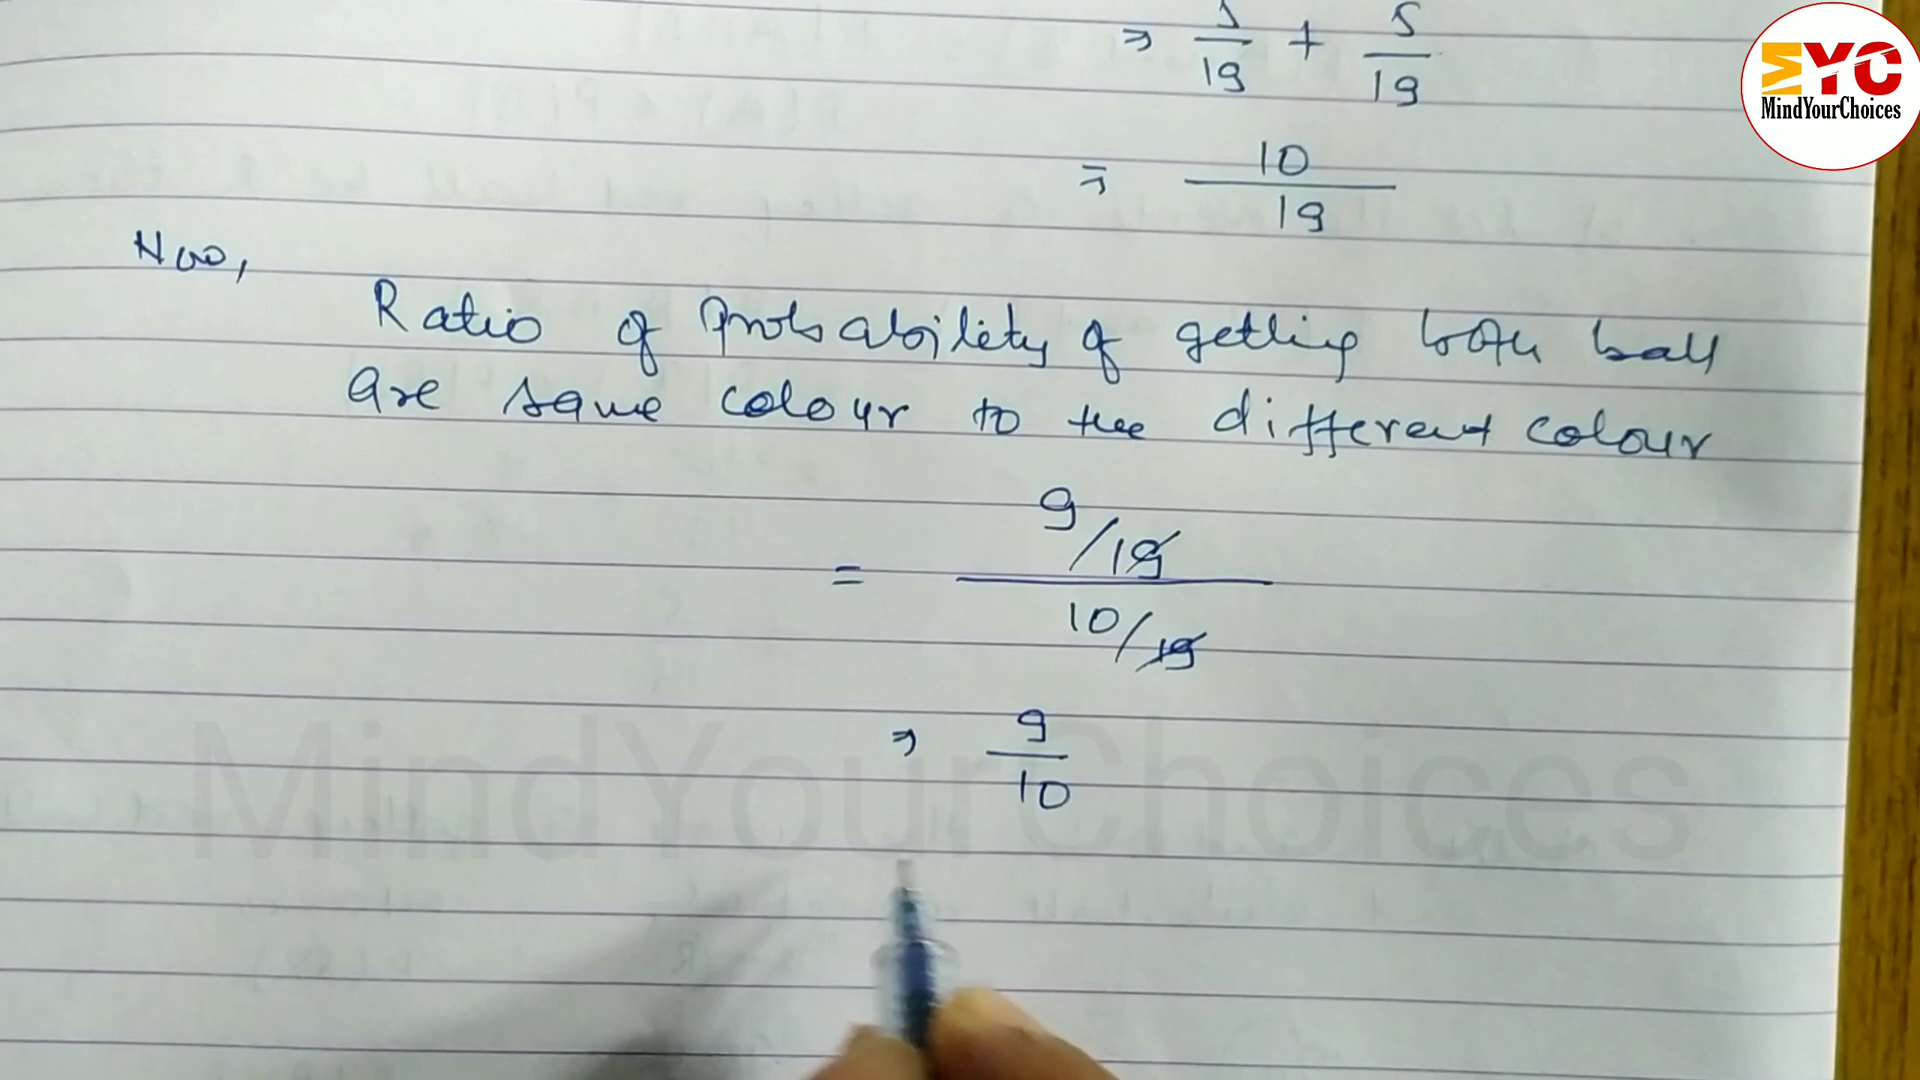 ⇒ 5/19 + 5/19
MYC
MindYourChoices
= 10/19
Now,
Ratio of Probability of getting both ball
are same colour to the different colour
= 9/19 / 10/19
⇒ 9/10
MindYourChoices